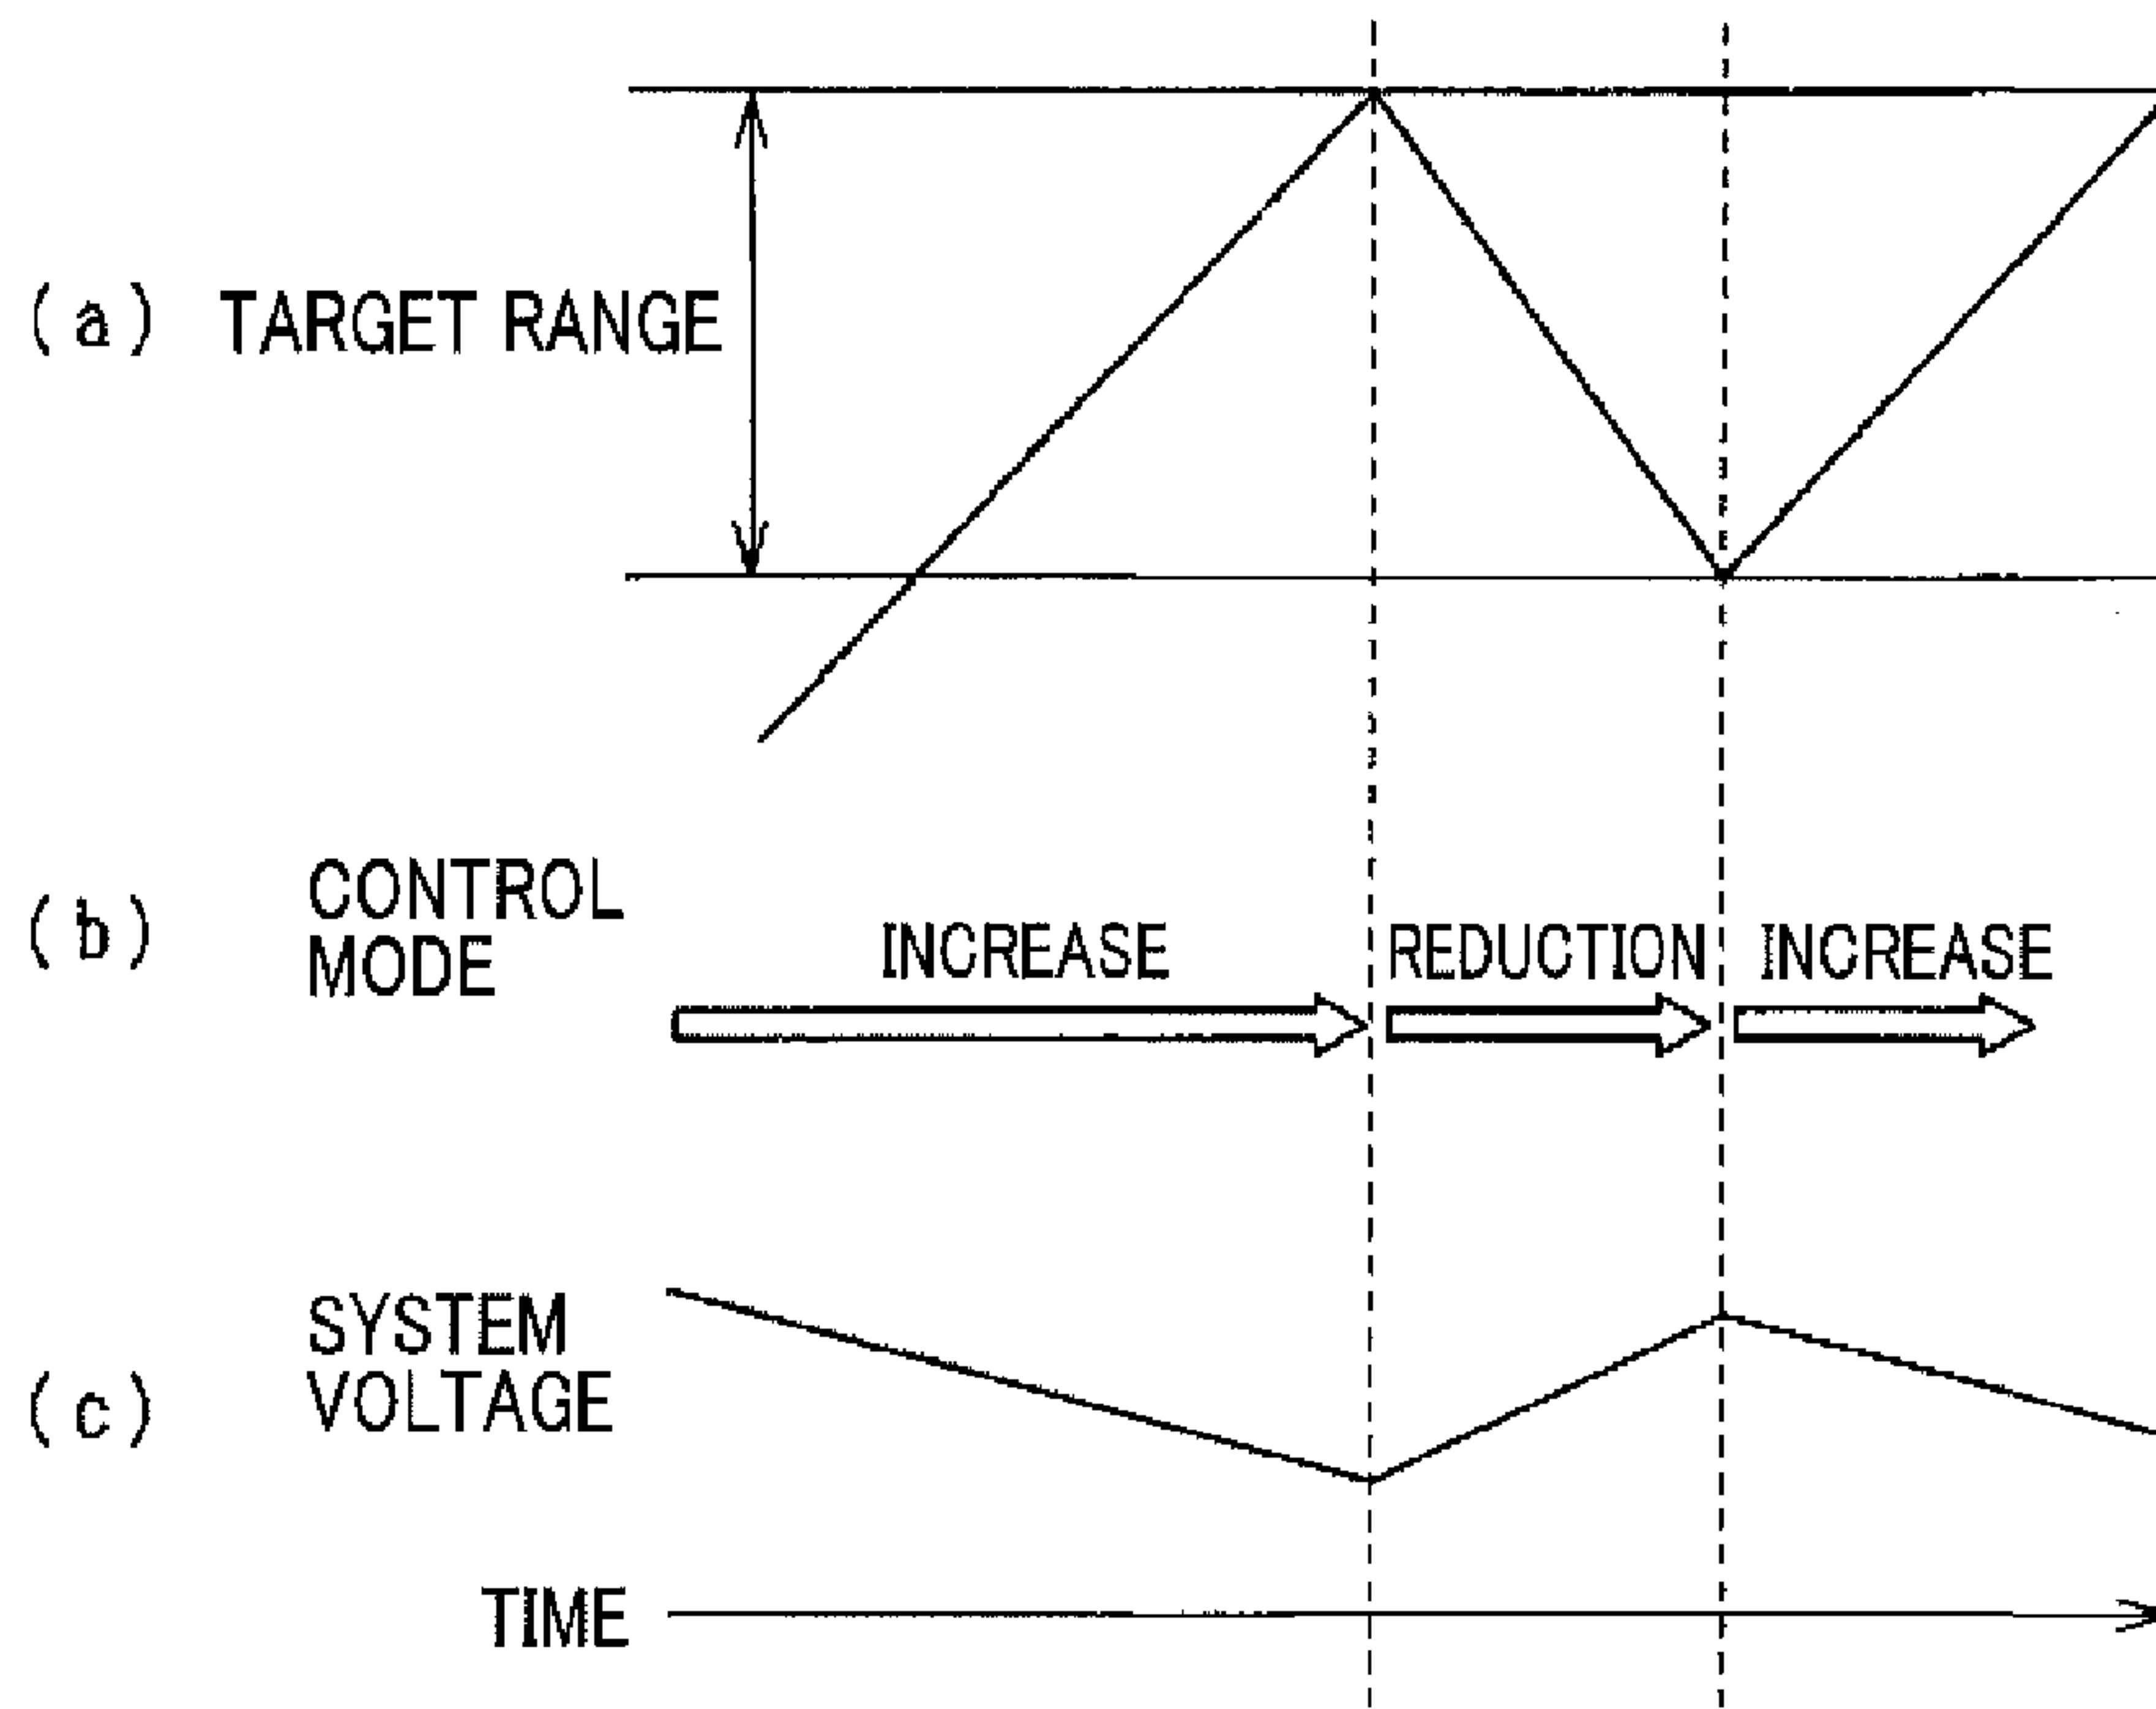 (a) TARGET RANGE
(b) CONTROL
MODE
INCREASE REDUCTION INCREASE
(c) SYSTEM
VOLTAGE
TIME